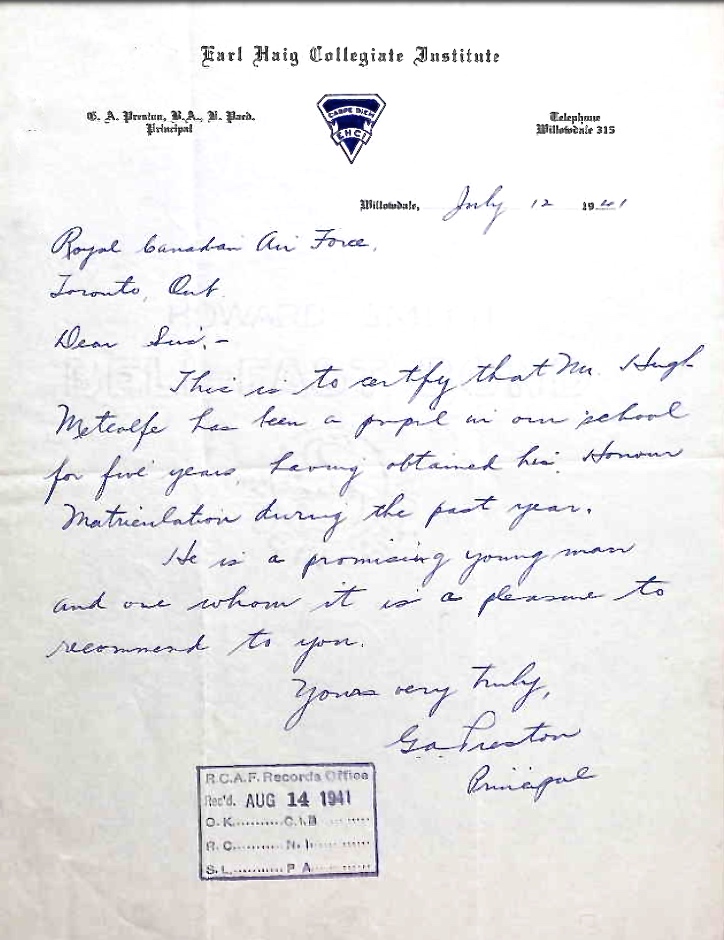 Earl Haig Collegiate Institute
G. A. Preston, B.A., B. Paed.
Principal
CARPE DIEM
EHCI
Telephone
Willowdale 315
Willowdale, July 12 1941
Royal Canadian Air Force,
Toronto, Ont.
Dear Sir:-
This is to certify that Mr. Hugh
Metcalfe has been a pupil in our school
for five years, having obtained his Honour
Matriculation during the past year.
He is a promising young man
and one whom it is a pleasure to
recommend to you.
Yours very truly,
G.A. Preston
Principal
R.C.A.F. Records Office
Rec'd. AUG 14 1941
O.K..........C.I.B..........
R.C..........N.I..........
S.L..........P.A..........